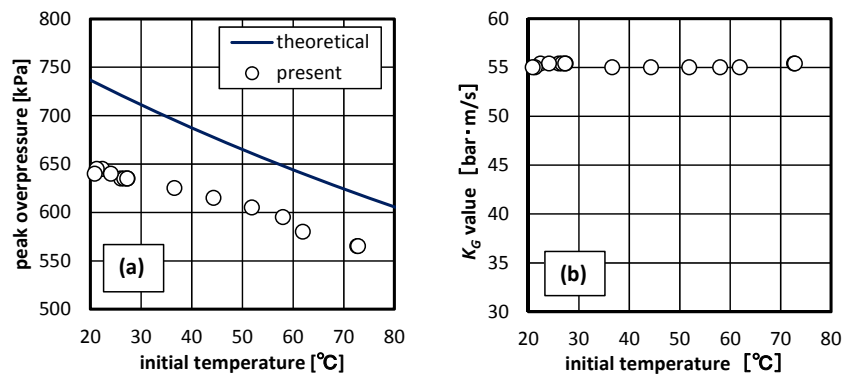 800
750
700
650
600
550
500
peak overpressure [kPa]
theoretical
present
(a)
20 30 40 50 60 70 80
initial temperature [℃]
60
55
50
45
40
35
30
K_G value [bar・m/s]
(b)
20 30 40 50 60 70 80
initial temperature [℃]